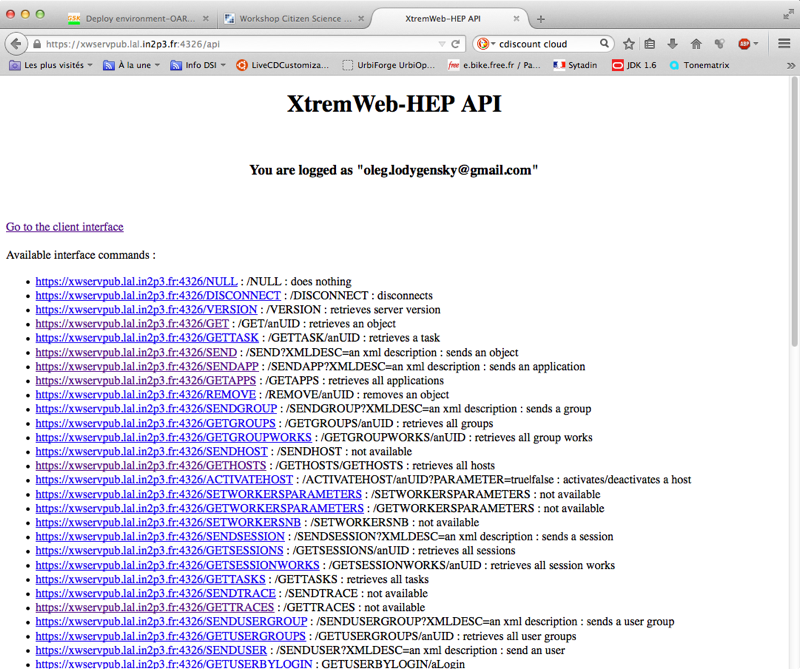 Deploy environment-OAR...
Workshop Citizen Science ...
XtremWeb-HEP API
https://xwservpub.lal.in2p3.fr:4326/api
cdiscount cloud
Les plus visités
À la une
Info DSI
LiveCDCustomiza...
UrbiForge UrbiOp...
free e.bike.free.fr / Pa...
Sytadin
JDK 1.6
Tonematrix
XtremWeb-HEP API
You are logged as "oleg.lodygensky@gmail.com"
Go to the client interface
Available interface commands :
• https://xwservpub.lal.in2p3.fr:4326/NULL : /NULL : does nothing
• https://xwservpub.lal.in2p3.fr:4326/DISCONNECT : /DISCONNECT : disconnects
• https://xwservpub.lal.in2p3.fr:4326/VERSION : /VERSION : retrieves server version
• https://xwservpub.lal.in2p3.fr:4326/GET : /GET/anUID : retrieves an object
• https://xwservpub.lal.in2p3.fr:4326/GETTASK : /GETTASK/anUID : retrieves a task
• https://xwservpub.lal.in2p3.fr:4326/SEND : /SEND?XMLDESC=an xml description : sends an object
• https://xwservpub.lal.in2p3.fr:4326/SENDAPP : /SENDAPP?XMLDESC=an xml description : sends an application
• https://xwservpub.lal.in2p3.fr:4326/GETAPPS : /GETAPPS : retrieves all applications
• https://xwservpub.lal.in2p3.fr:4326/REMOVE : /REMOVE/anUID : removes an object
• https://xwservpub.lal.in2p3.fr:4326/SENDGROUP : /SENDGROUP?XMLDESC=an xml description : sends a group
• https://xwservpub.lal.in2p3.fr:4326/GETGROUPS : /GETGROUPS/anUID : retrieves all groups
• https://xwservpub.lal.in2p3.fr:4326/GETGROUPWORKS : /GETGROUPWORKS/anUID : retrieves all group works
• https://xwservpub.lal.in2p3.fr:4326/SENDHOST : /SENDHOST : not available
• https://xwservpub.lal.in2p3.fr:4326/GETHOSTS : /GETHOSTS/GETHOSTS : retrieves all hosts
• https://xwservpub.lal.in2p3.fr:4326/ACTIVATEHOST : /ACTIVATEHOST/anUID?PARAMETER=true|false : activates/deactivates a host
• https://xwservpub.lal.in2p3.fr:4326/SETWORKERSPARAMETERS : /SETWORKERSPARAMETERS : not available
• https://xwservpub.lal.in2p3.fr:4326/GETWORKERSPARAMETERS : /GETWORKERSPARAMETERS : not available
• https://xwservpub.lal.in2p3.fr:4326/SETWORKERSNB : /SETWORKERSNB : not available
• https://xwservpub.lal.in2p3.fr:4326/SENDSESSION : /SENDSESSION?XMLDESC=an xml description : sends a session
• https://xwservpub.lal.in2p3.fr:4326/GETSESSIONS : /GETSESSIONS/anUID : retrieves all sessions
• https://xwservpub.lal.in2p3.fr:4326/GETSESSIONWORKS : /GETSESSIONWORKS/anUID : retrieves all session works
• https://xwservpub.lal.in2p3.fr:4326/GETTASKS : /GETTASKS : retrieves all tasks
• https://xwservpub.lal.in2p3.fr:4326/SENDTRACE : /SENDTRACE : not available
• https://xwservpub.lal.in2p3.fr:4326/GETTRACES : /GETTRACES : not available
• https://xwservpub.lal.in2p3.fr:4326/SENDUSERGROUP : /SENDUSERGROUP?XMLDESC=an xml description : sends a user group
• https://xwservpub.lal.in2p3.fr:4326/GETUSERGROUPS : /GETUSERGROUPS/anUID : retrieves all user groups
• https://xwservpub.lal.in2p3.fr:4326/SENDUSER : /SENDUSER?XMLDESC=an xml description : send an user
• https://xwservpub.lal.in2p3.fr:4326/GETUSERBYLOGIN : GETUSERBYLOGIN/aLogin